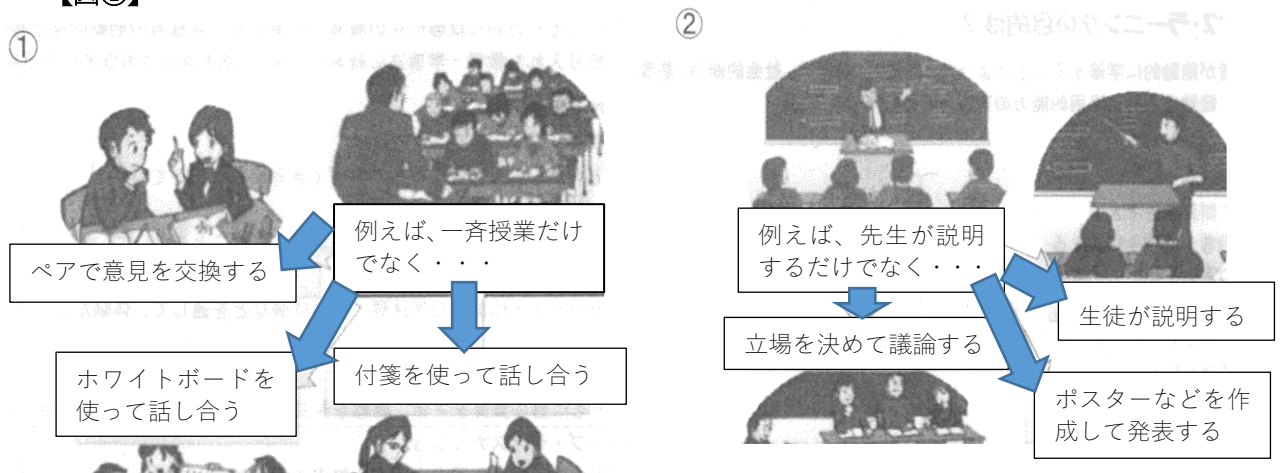 ①
ペアで意見を交換する
例えば、一斉授業だけ
でなく・・・
ホワイトボードを
使って話し合う
付箋を使って話し合う
②
例えば、先生が説明
するだけでなく・・・
立場を決めて議論する
生徒が説明する
ポスターなどを作
成して発表する